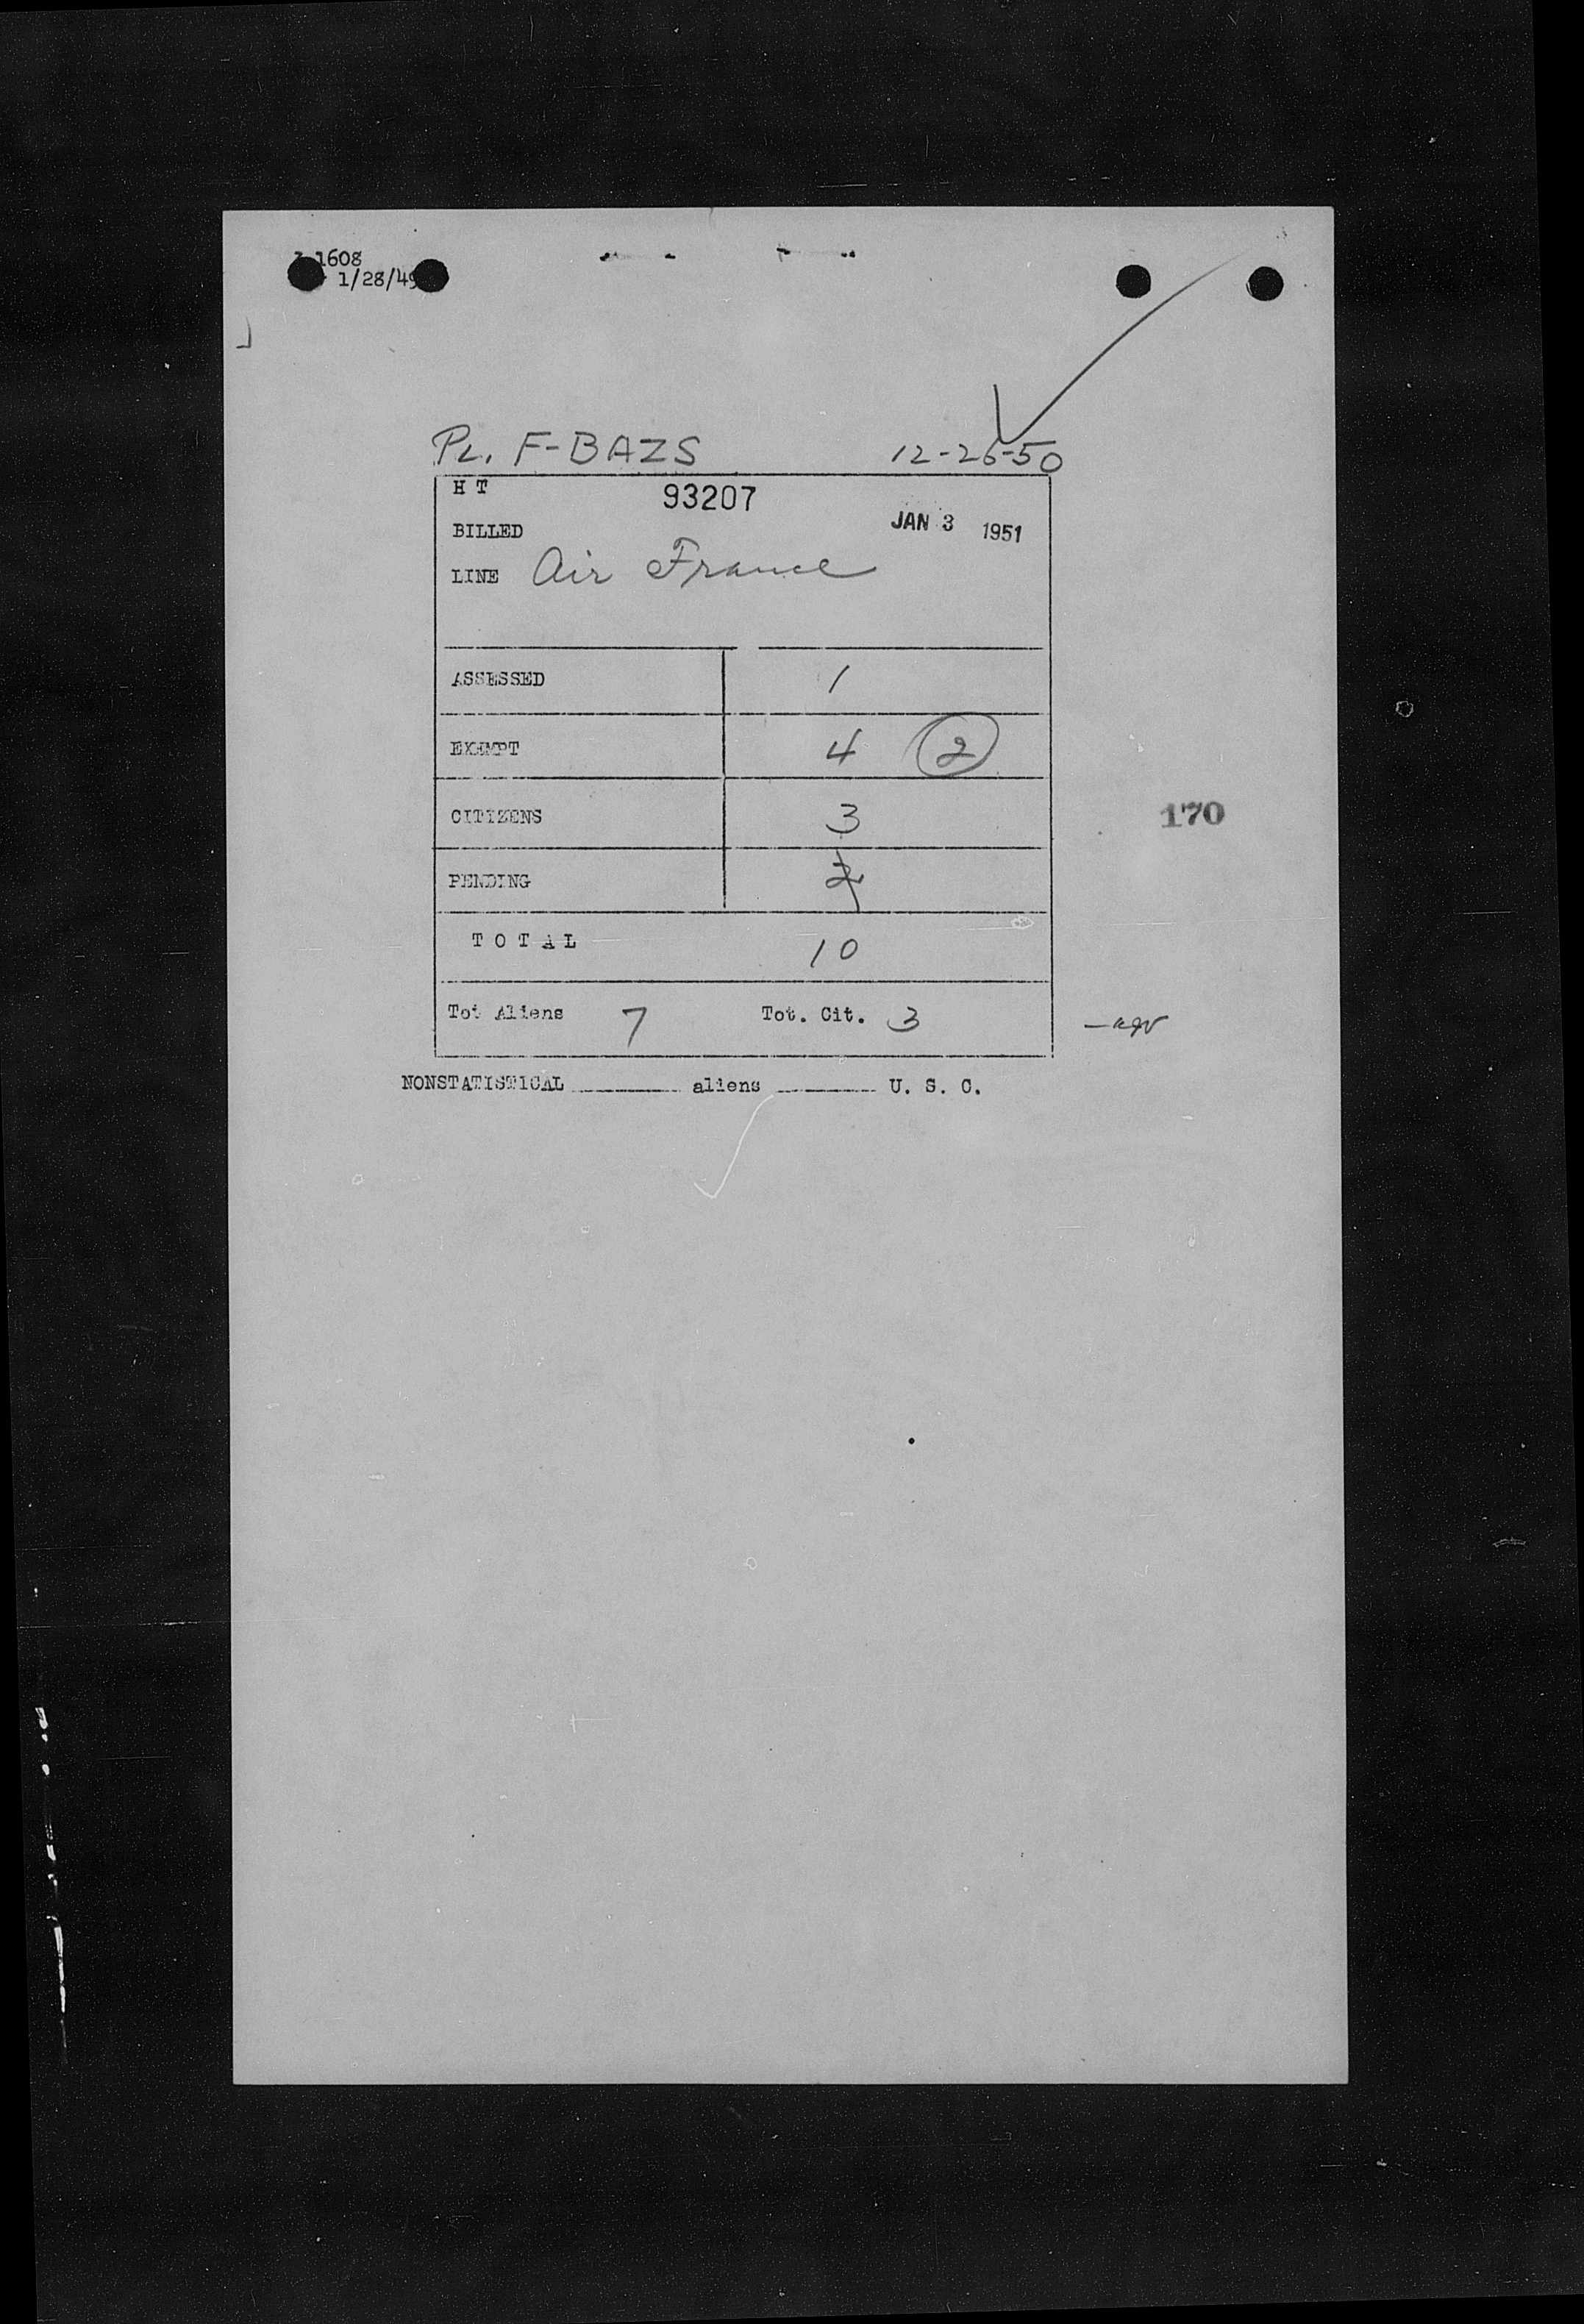 1608
1/28/49
PL. F-BAZS 12-26-50
H T 93207
BILLED JAN 3 1951
LINE Air France
ASSESSED 1
EXEMPT 4 2
CITIZENS 3
PENDING 2
TOTAL 10
Tot Aliens 7 Tot. Cit. 3
NONSTATISTICAL aliens U. S. C.
170